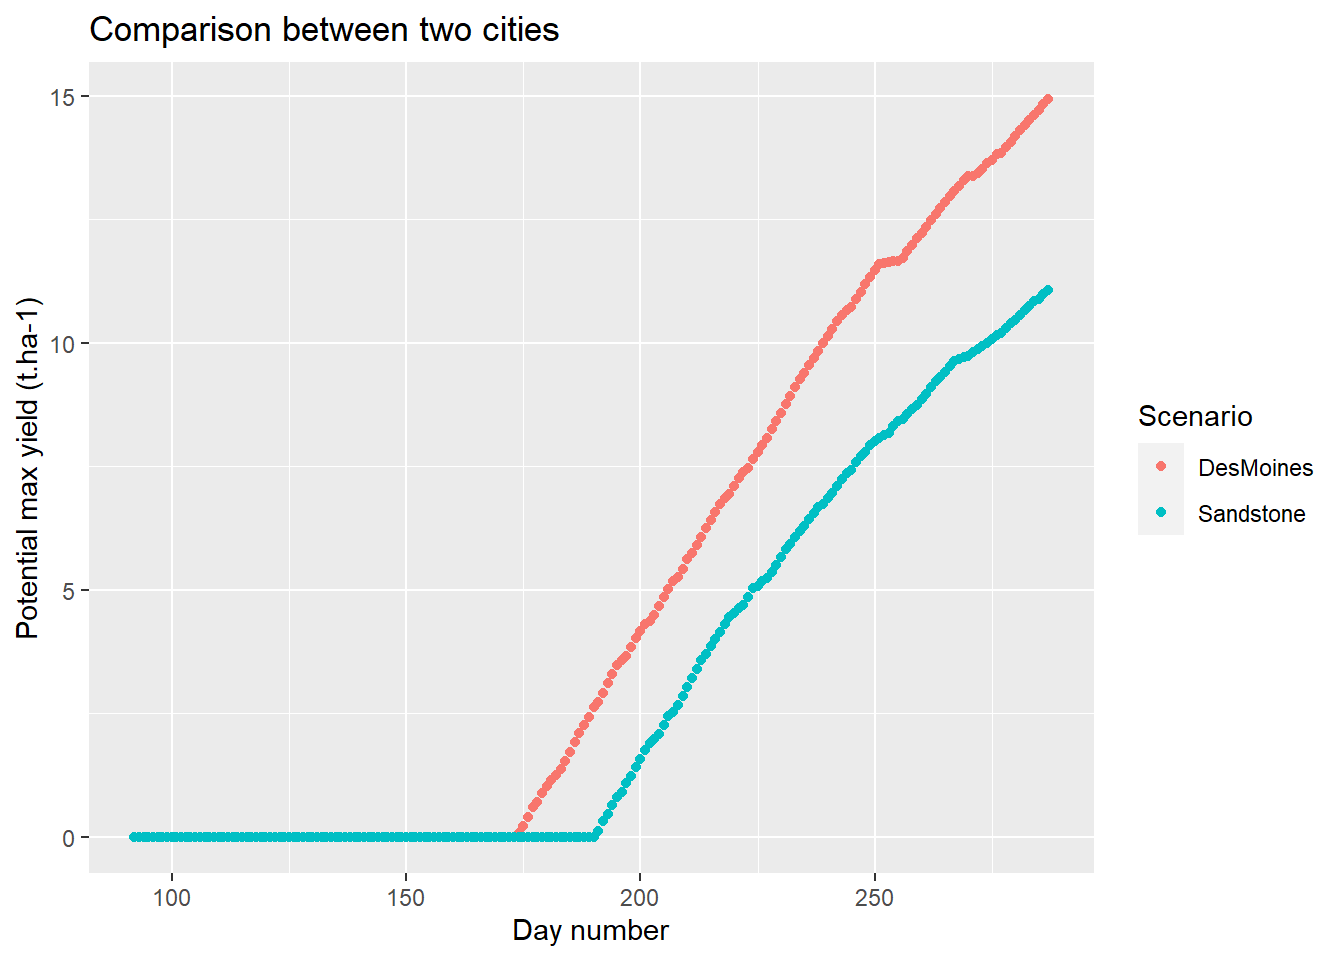 Comparison between two cities
15
10
5
0
Potential max yield (t.ha-1)
100 150 200 250
Day number
Scenario
DesMoines
Sandstone